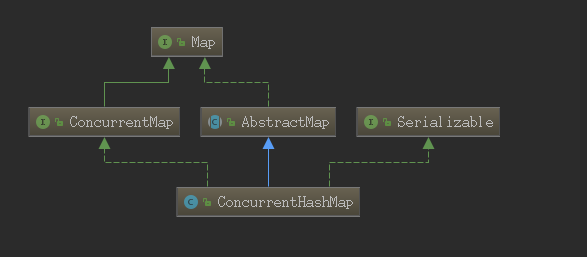 I Map
I ConcurrentMap
C AbstractMap
I Serializable
C ConcurrentHashMap